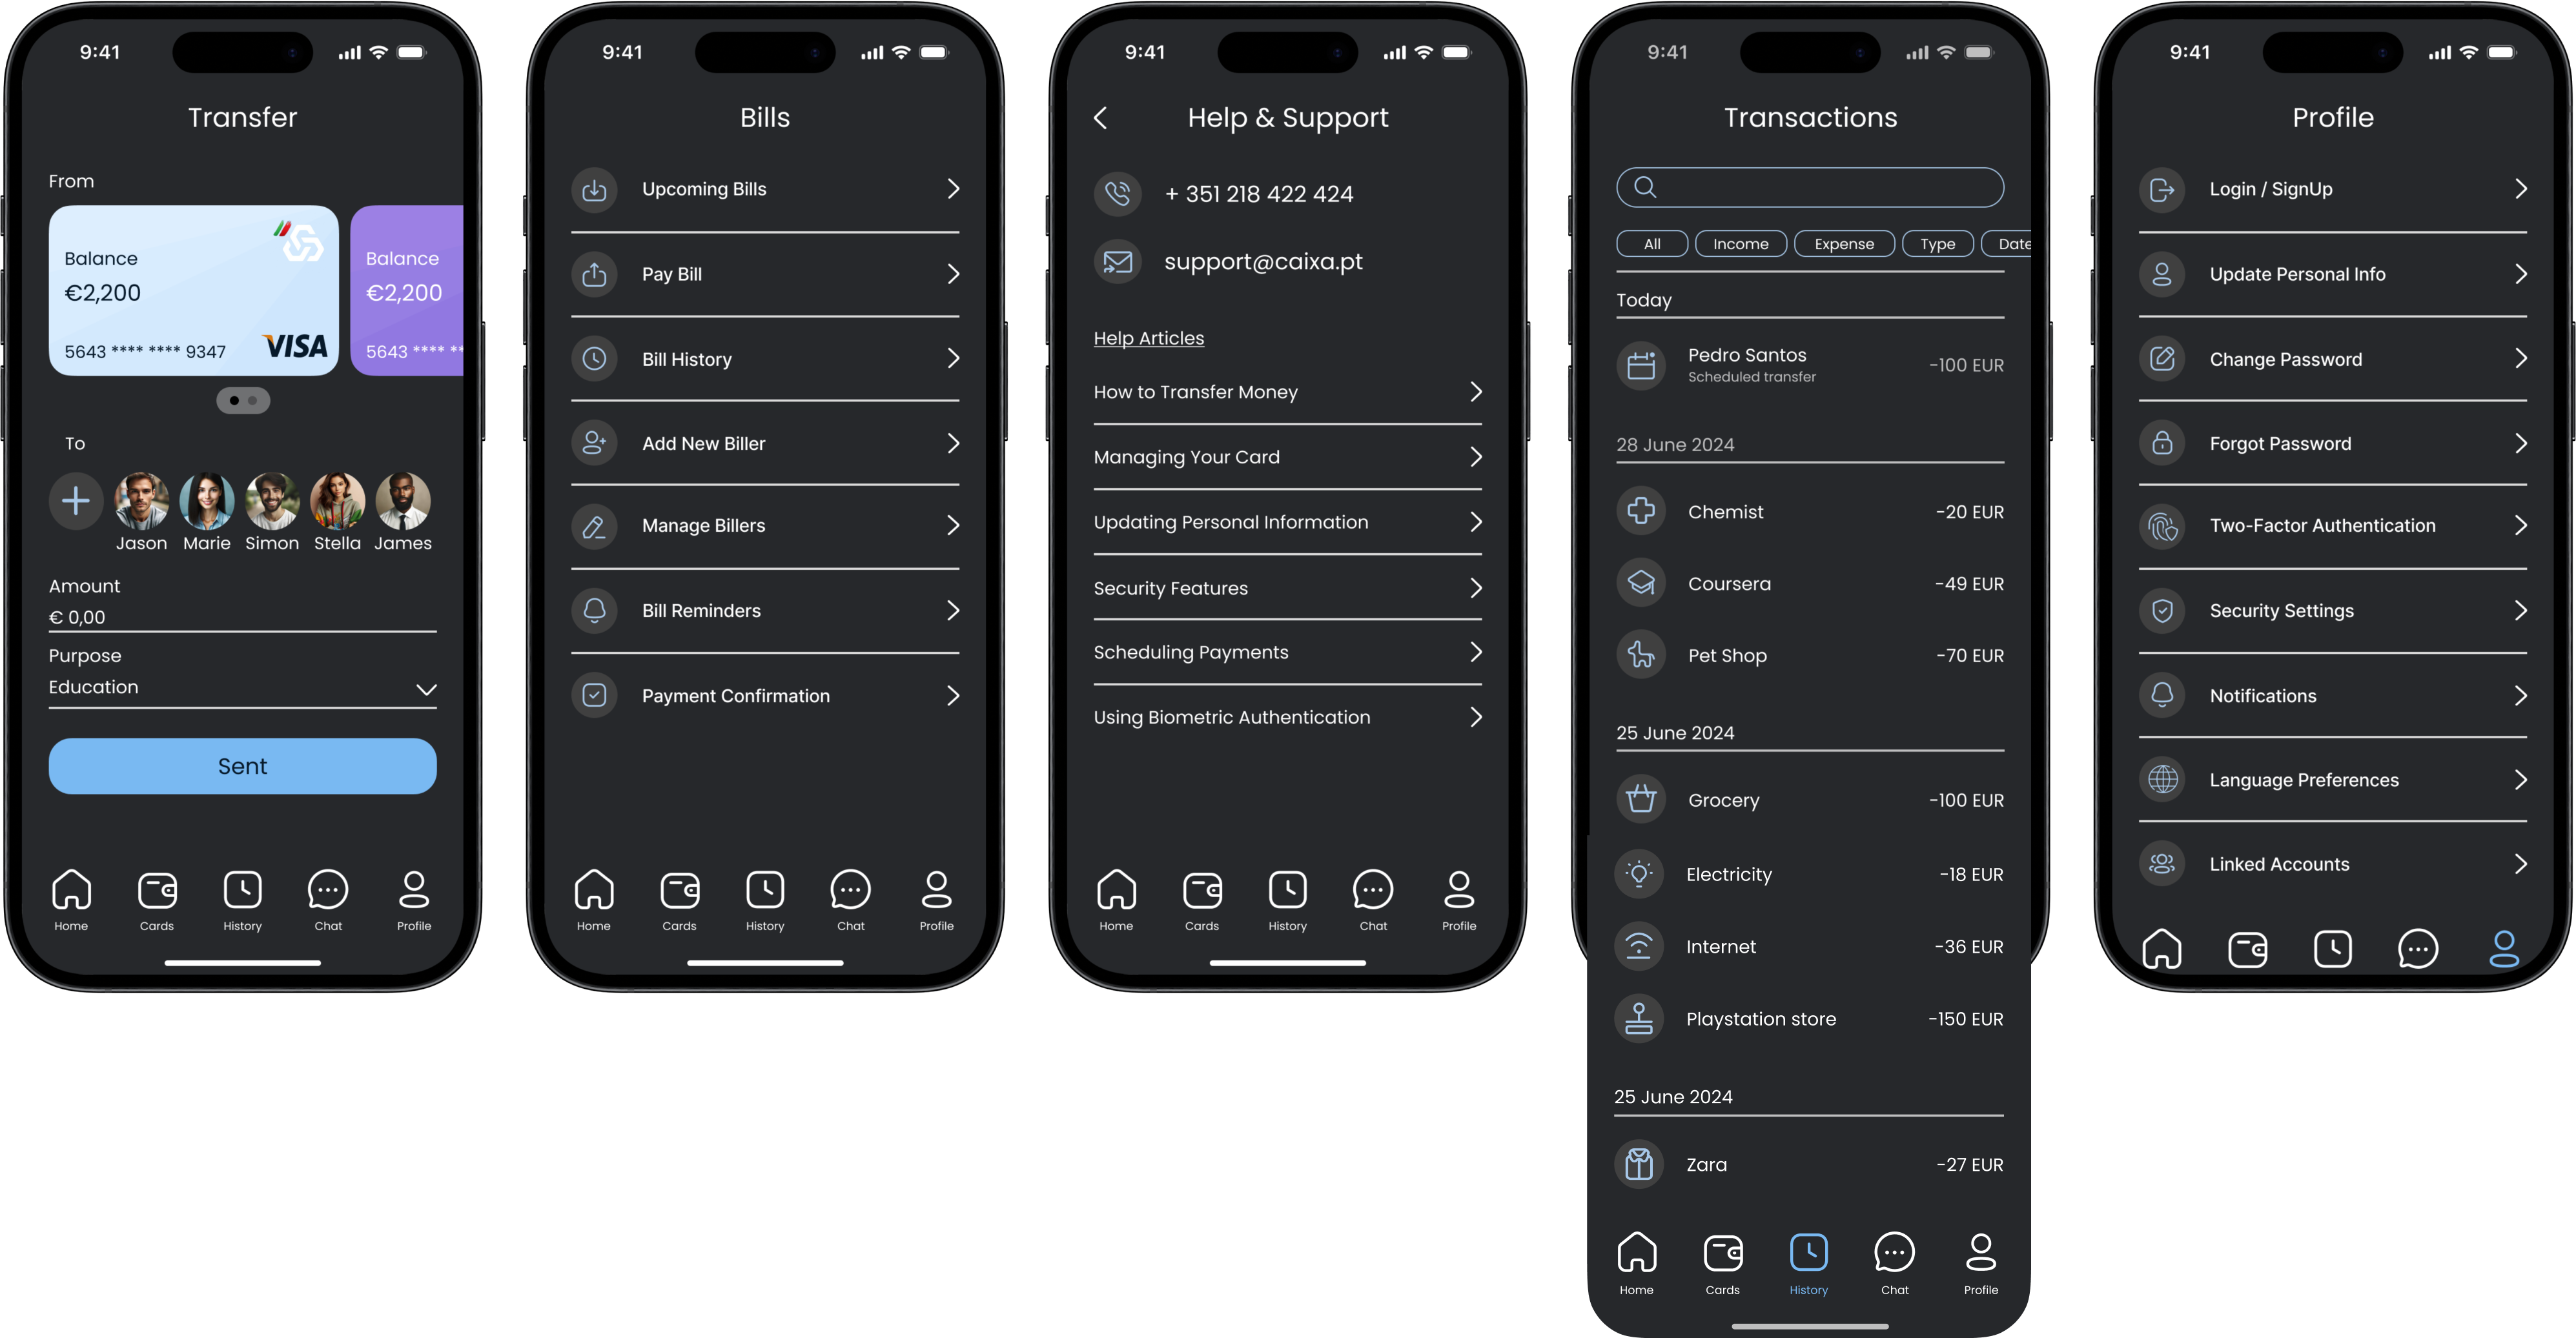 9:41
Transfer
From
Balance
€2,200
5643 **** **** 9347
VISA
Balance
€2,200
5643 **** **
To
Jason Marie Simon Stella James
Amount
€ 0,00
Purpose
Education
Sent
Home Cards History Chat Profile
9:41
Bills
Upcoming Bills
Pay Bill
Bill History
Add New Biller
Manage Billers
Bill Reminders
Payment Confirmation
Home Cards History Chat Profile
9:41
Help & Support
+ 351 218 422 424
support@caixa.pt
Help Articles
How to Transfer Money
Managing Your Card
Updating Personal Information
Security Features
Scheduling Payments
Using Biometric Authentication
Home Cards History Chat Profile
9:41
Transactions
All Income Expense Type Date
Today
Pedro Santos
Scheduled transfer
-100 EUR
28 June 2024
Chemist -20 EUR
Coursera -49 EUR
Pet Shop -70 EUR
25 June 2024
Grocery -100 EUR
Electricity -18 EUR
Internet -36 EUR
Playstation store -150 EUR
25 June 2024
Zara -27 EUR
Home Cards History Chat Profile
9:41
Profile
Login / SignUp
Update Personal Info
Change Password
Forgot Password
Two-Factor Authentication
Security Settings
Notifications
Language Preferences
Linked Accounts